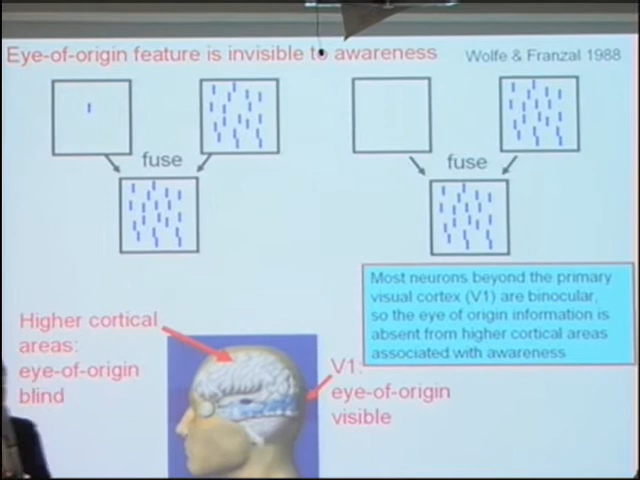 Eye-of-origin feature is invisible to awareness
Wolfe & Franzal 1988
fuse
fuse
Most neurons beyond the primary
visual cortex (V1) are binocular,
so the eye of origin information is
absent from higher cortical areas
associated with awareness
Higher cortical
areas:
eye-of-origin
blind
V1:
eye-of-origin
visible